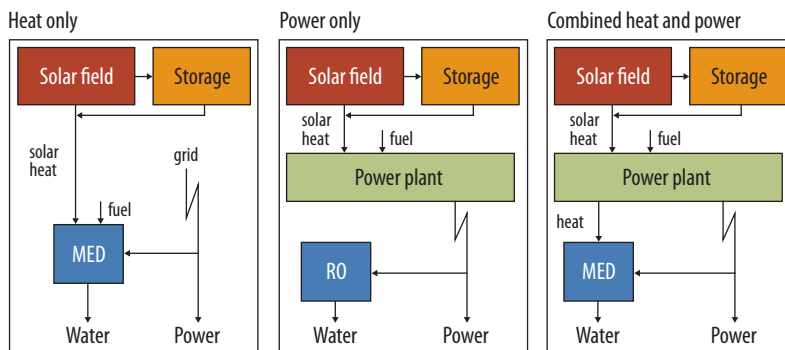 Heat only
Solar field
Storage
solar
heat
grid
fuel
MED
Water
Power
Power only
Solar field
Storage
solar
heat
fuel
Power plant
RO
Water
Power
Combined heat and power
Solar field
Storage
solar
heat
fuel
Power plant
heat
MED
Water
Power